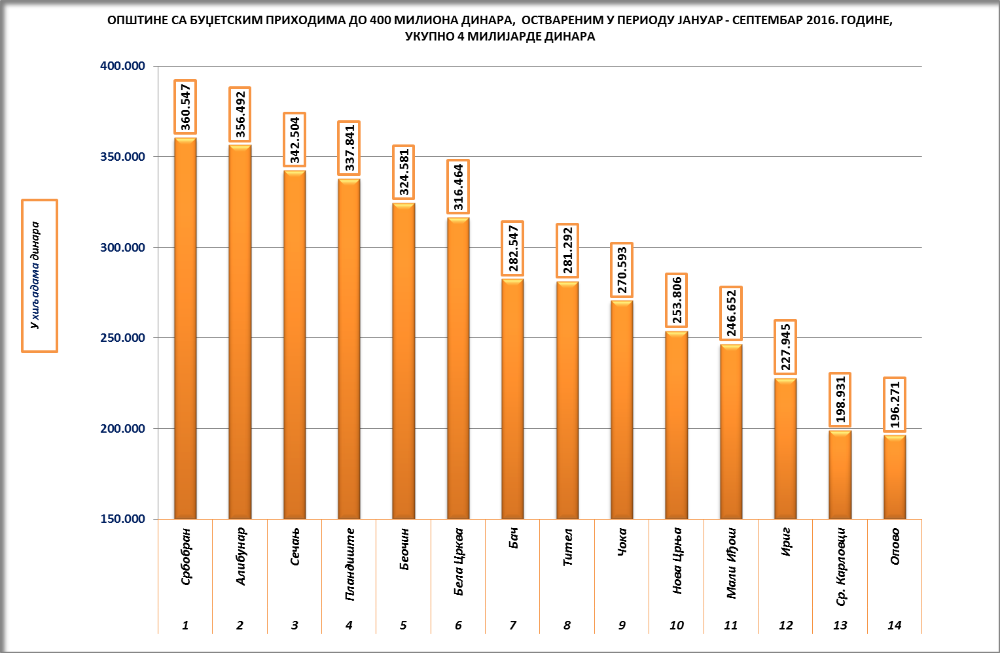 ОПШТИНЕ СА БУЏЕТСКИМ ПРИХОДИМА ДО 400 МИЛИОНА ДИНАРА, ОСТВАРЕНИМ У ПЕРИОДУ ЈАНУАР - СЕПТЕМБАР 2016. ГОДИНЕ,
УКУПНО 4 МИЛИЈАРДЕ ДИНАРА
У хиљадама динара
400.000
350.000
300.000
250.000
200.000
150.000
360.547
356.492
342.504
337.841
324.581
316.464
282.547
281.292
270.593
253.806
246.652
227.945
198.931
196.271
Србобран
Алибунар
Сечањ
Пландиште
Беочин
Бела Црква
Бач
Тител
Чока
Нова Црња
Мали Иђош
Ириг
Ср. Карловци
Опово
1 2 3 4 5 6 7 8 9 10 11 12 13 14